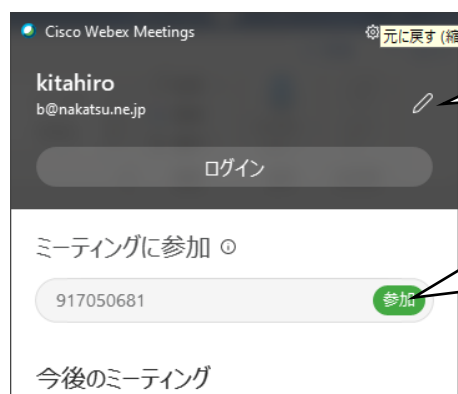 Cisco Webex Meetings
元に戻す (縮
kitahiro
b@nakatsu.ne.jp
ログイン
ミーティングに参加
917050681
参加
今後のミーティング